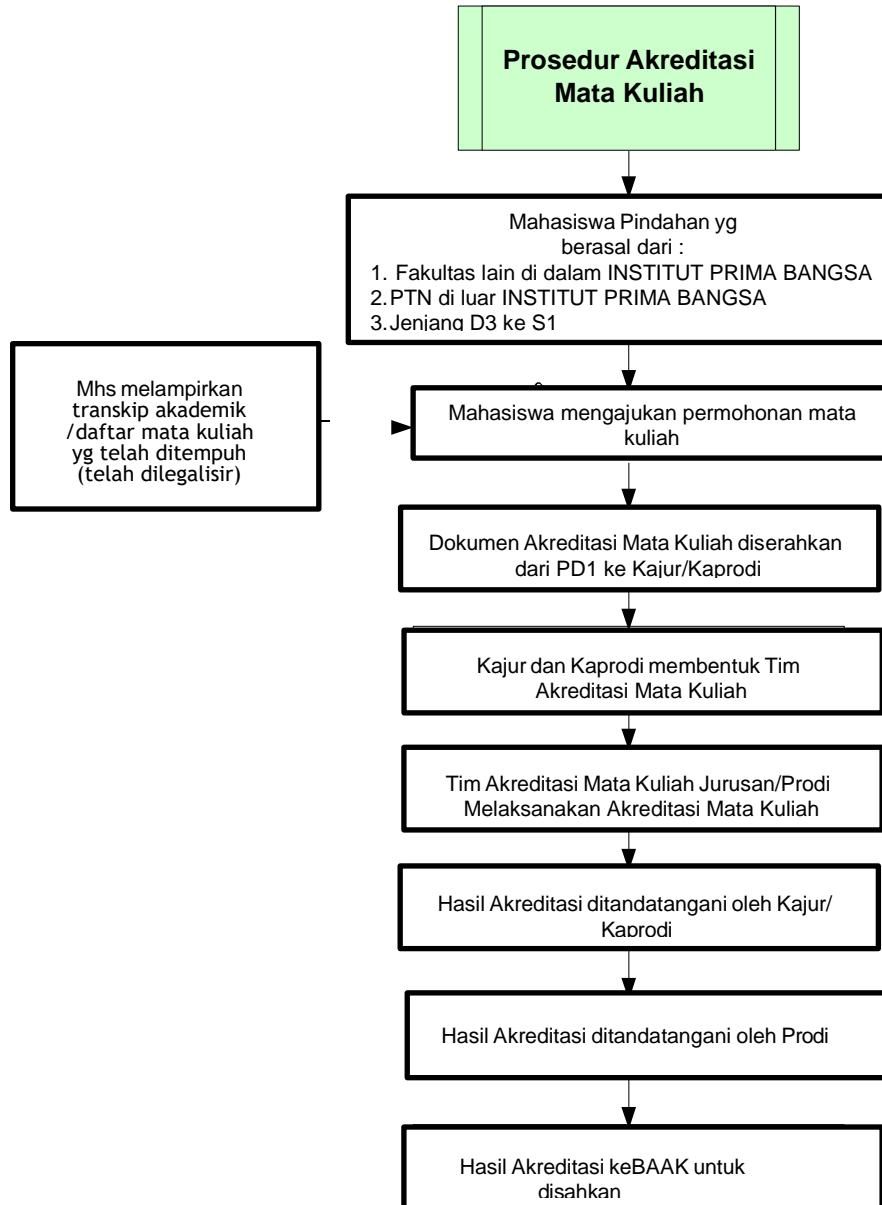 Prosedur Akreditasi
Mata Kuliah
Mahasiswa Pindahan yg
berasal dari :
1. Fakultas lain di dalam INSTITUT PRIMA BANGSA
2. PTN di luar INSTITUT PRIMA BANGSA
3. Jenjang D3 ke S1
Mhs melampirkan
transkip akademik
/daftar mata kuliah
yg telah ditempuh
(telah dilegalisir)
Mahasiswa mengajukan permohonan mata
kuliah
Dokumen Akreditasi Mata Kuliah diserahkan
dari PD1 ke Kajur/Kaprodi
Kajur dan Kaprodi membentuk Tim
Akreditasi Mata Kuliah
Tim Akreditasi Mata Kuliah Jurusan/Prodi
Melaksanakan Akreditasi Mata Kuliah
Hasil Akreditasi ditandatangani oleh Kajur/
Kaprodi
Hasil Akreditasi ditandatangani oleh Prodi
Hasil Akreditasi keBAAK untuk
disahkan